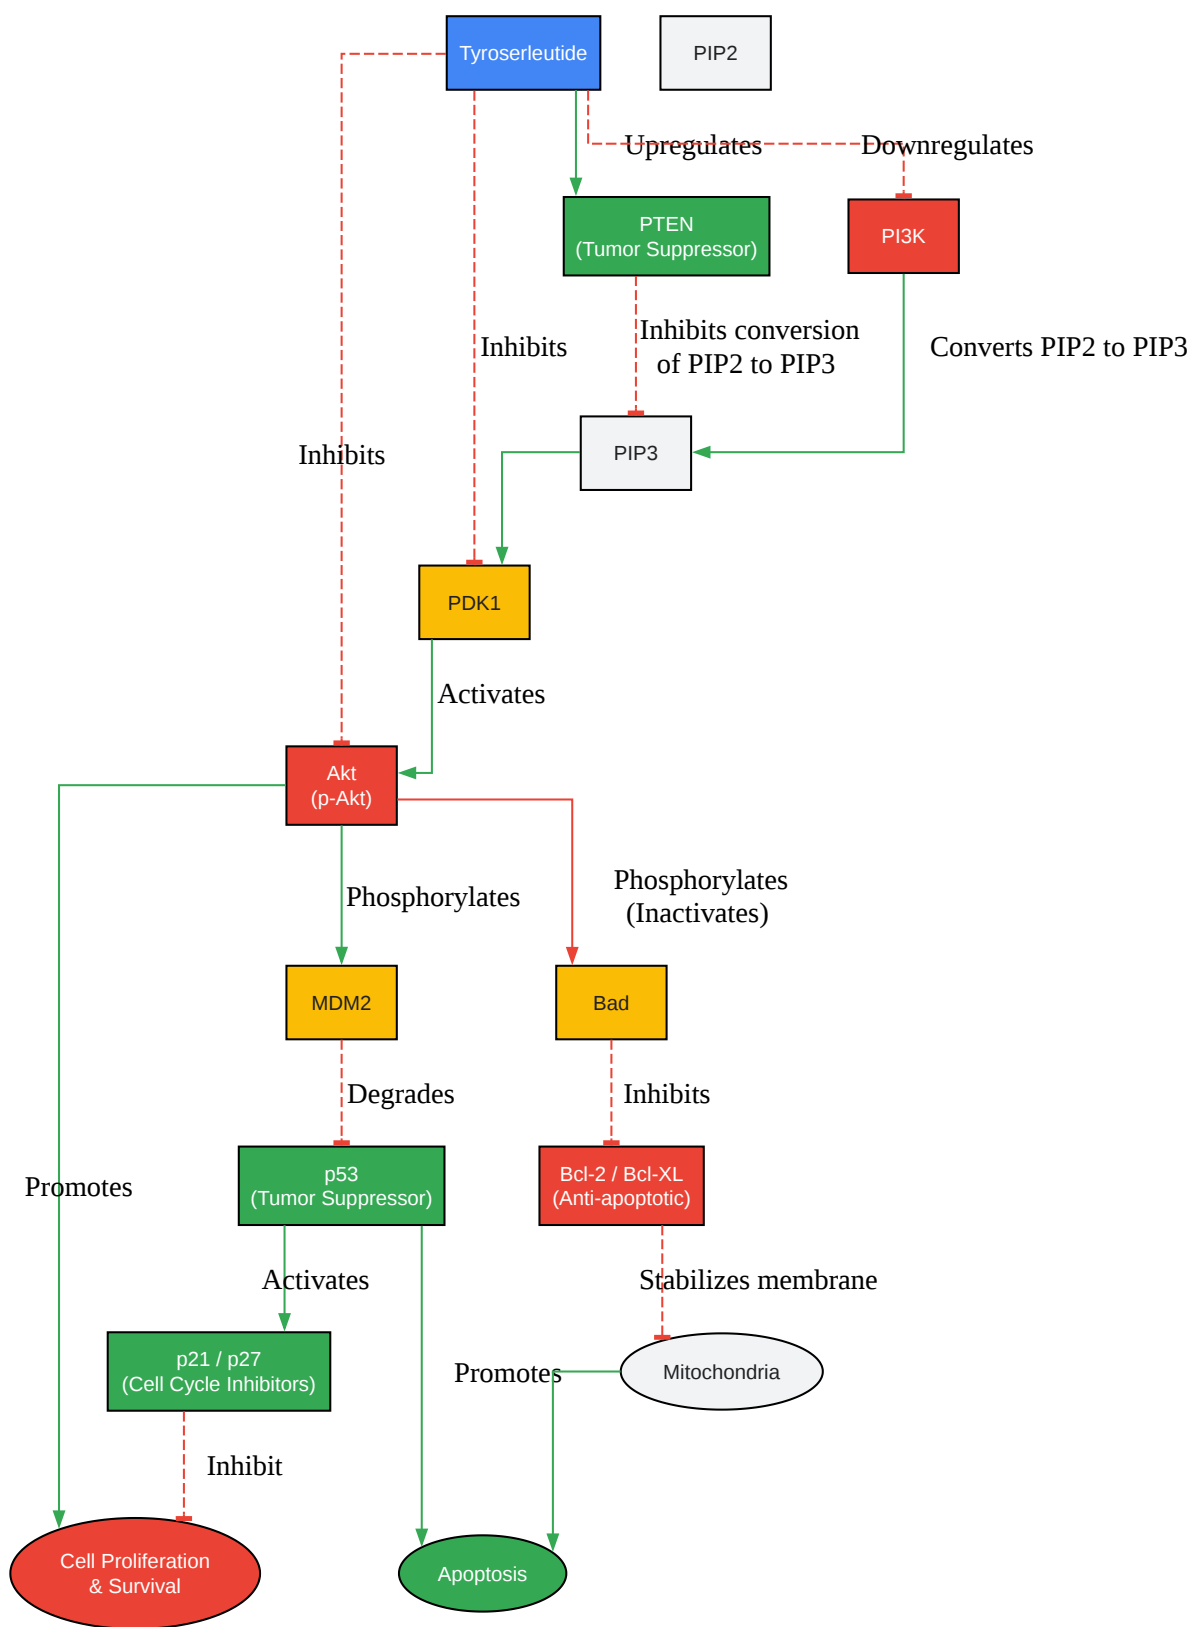 Tyroserleutide
PIP2
Upregulates
Downregulates
PTEN
(Tumor Suppressor)
PI3K
Inhibits
Inhibits conversion
of PIP2 to PIP3
Converts PIP2 to PIP3
Inhibits
PIP3
PDK1
Activates
Akt
(p-Akt)
Phosphorylates
Phosphorylates
(Inactivates)
MDM2
Bad
Degrades
Inhibits
Promotes
p53
(Tumor Suppressor)
Bcl-2 / Bcl-XL
(Anti-apoptotic)
Activates
Stabilizes membrane
p21 / p27
(Cell Cycle Inhibitors)
Promotes
Mitochondria
Inhibit
Cell Proliferation
& Survival
Apoptosis